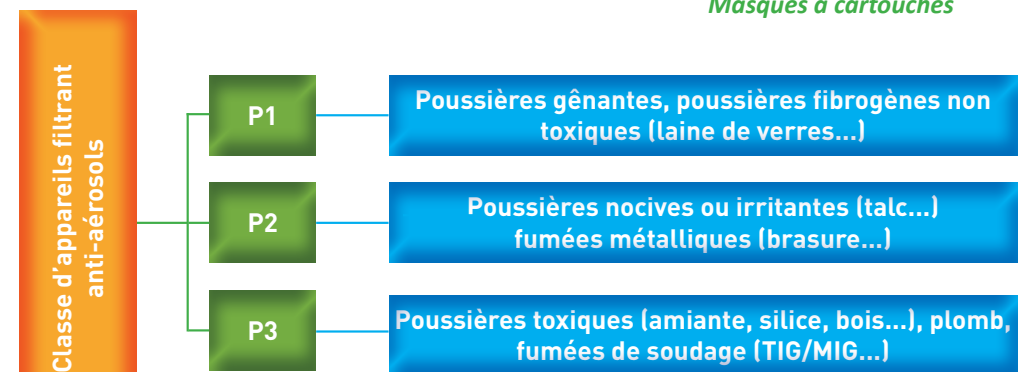 Masques à cartouches
Classe d'appareils filtrant
anti-aérosols
P1
Poussières gênantes, poussières fibrogènes non
toxiques (laine de verres...)
P2
Poussières nocives ou irritantes (talc...)
fumées métalliques (brasure...)
P3
Poussières toxiques (amiante, silice, bois...), plomb,
fumées de soudage (TIG/MIG...)